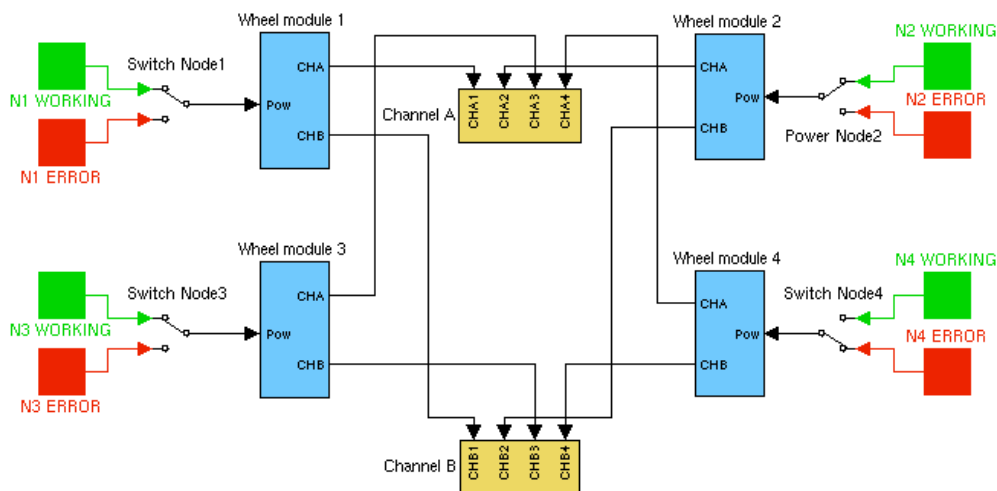 Wheel module 1
Wheel module 2
N2 WORKING
Switch Node1
CHA
CHA
N1 WORKING
Pow
CHA1
CHA2
CHA3
CHA4
Pow
N2 ERROR
Channel A
CHB
CHB
Power Node2
N1 ERROR
Wheel module 3
Wheel module 4
N4 WORKING
Switch Node3
CHA
CHA
Switch Node4
N3 WORKING
Pow
Pow
N4 ERROR
CHB
CHB
N3 ERROR
Channel B
CHB1
CHB2
CHB3
CHB4